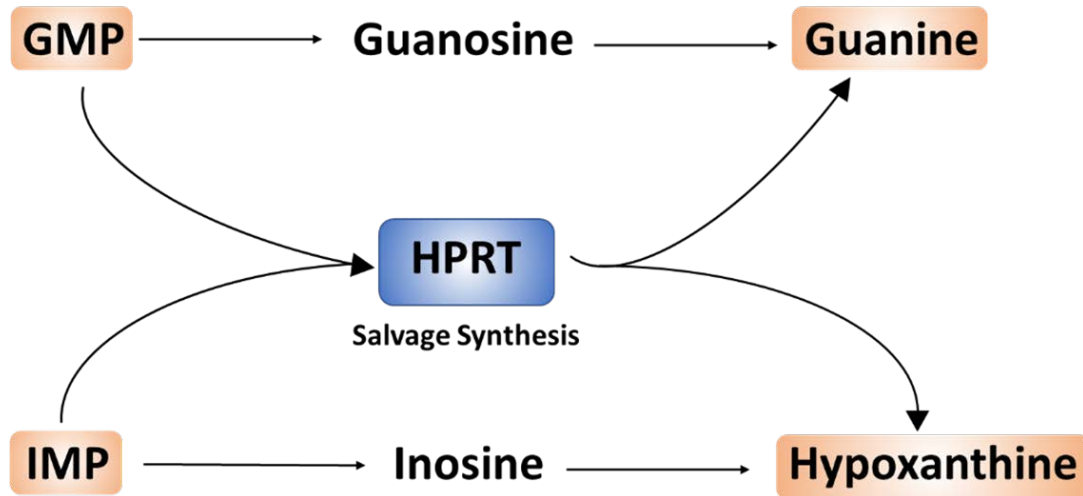 GMP
Guanosine
Guanine
HPRT
Salvage Synthesis
IMP
Inosine
Hypoxanthine